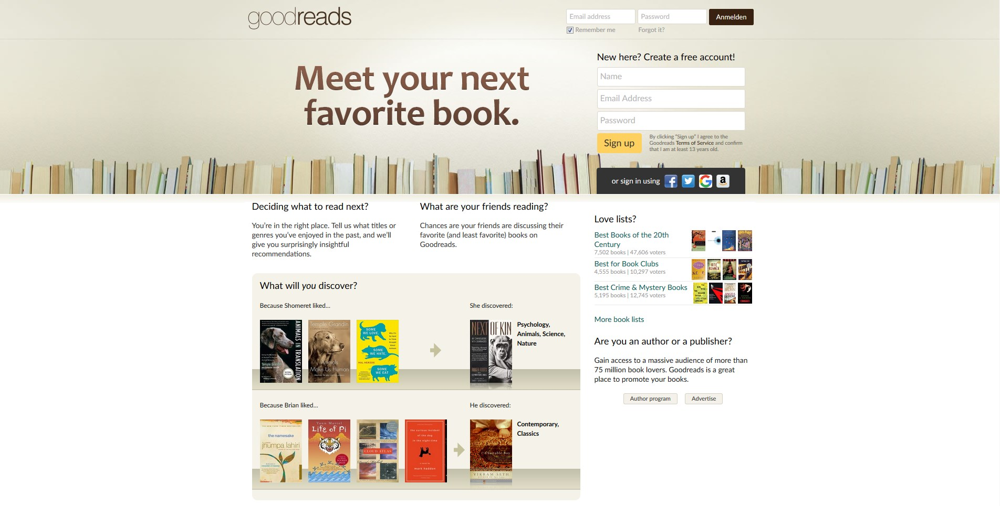 goodreads
Email address
Password
Anmelden
Remember me
Forgot it?
Meet your next
favorite book.
New here? Create a free account!
Name
Email Address
Password
Sign up
By clicking “Sign up” I agree to the
Goodreads Terms of Service and confirm
that I am at least 13 years old.
or sign in using
Deciding what to read next?
You’re in the right place. Tell us what titles or
genres you’ve enjoyed in the past, and we’ll
give you surprisingly insightful
recommendations.
What are your friends reading?
Chances are your friends are discussing their
favorite (and least favorite) books on
Goodreads.
What will you discover?
Because Shomeret liked…
ANIMALS IN TRANSLATION
Temple Grandin
Temple Grandin
Animals
Make Us Human
SOME
WE LOVE,
SOME
WE HATE,
HAL HERZOG
SOME
WE EAT
She discovered:
NEXT OF KIN
Psychology,
Animals, Science,
Nature
Because Brian liked…
the namesake
jhumpa lahiri
Yann Martel
Life of Pi
CLOUD ATLAS
David Mitchell
the curious incident
of the dog
in the night-time
a novel by
mark haddon
He discovered:
A Suitable Boy
VIKRAM SETH
Contemporary,
Classics
Love lists?
Best Books of the 20th
Century
7,502 books | 47,606 voters
Best for Book Clubs
4,555 books | 10,297 voters
KITE
RUNNER
Best Crime & Mystery Books
5,195 books | 12,745 voters
DAN
BROWN
ANGELS
DEMONS
More book lists
Are you an author or a publisher?
Gain access to a massive audience of more than
75 million book lovers. Goodreads is a great
place to promote your books.
Author program
Advertise